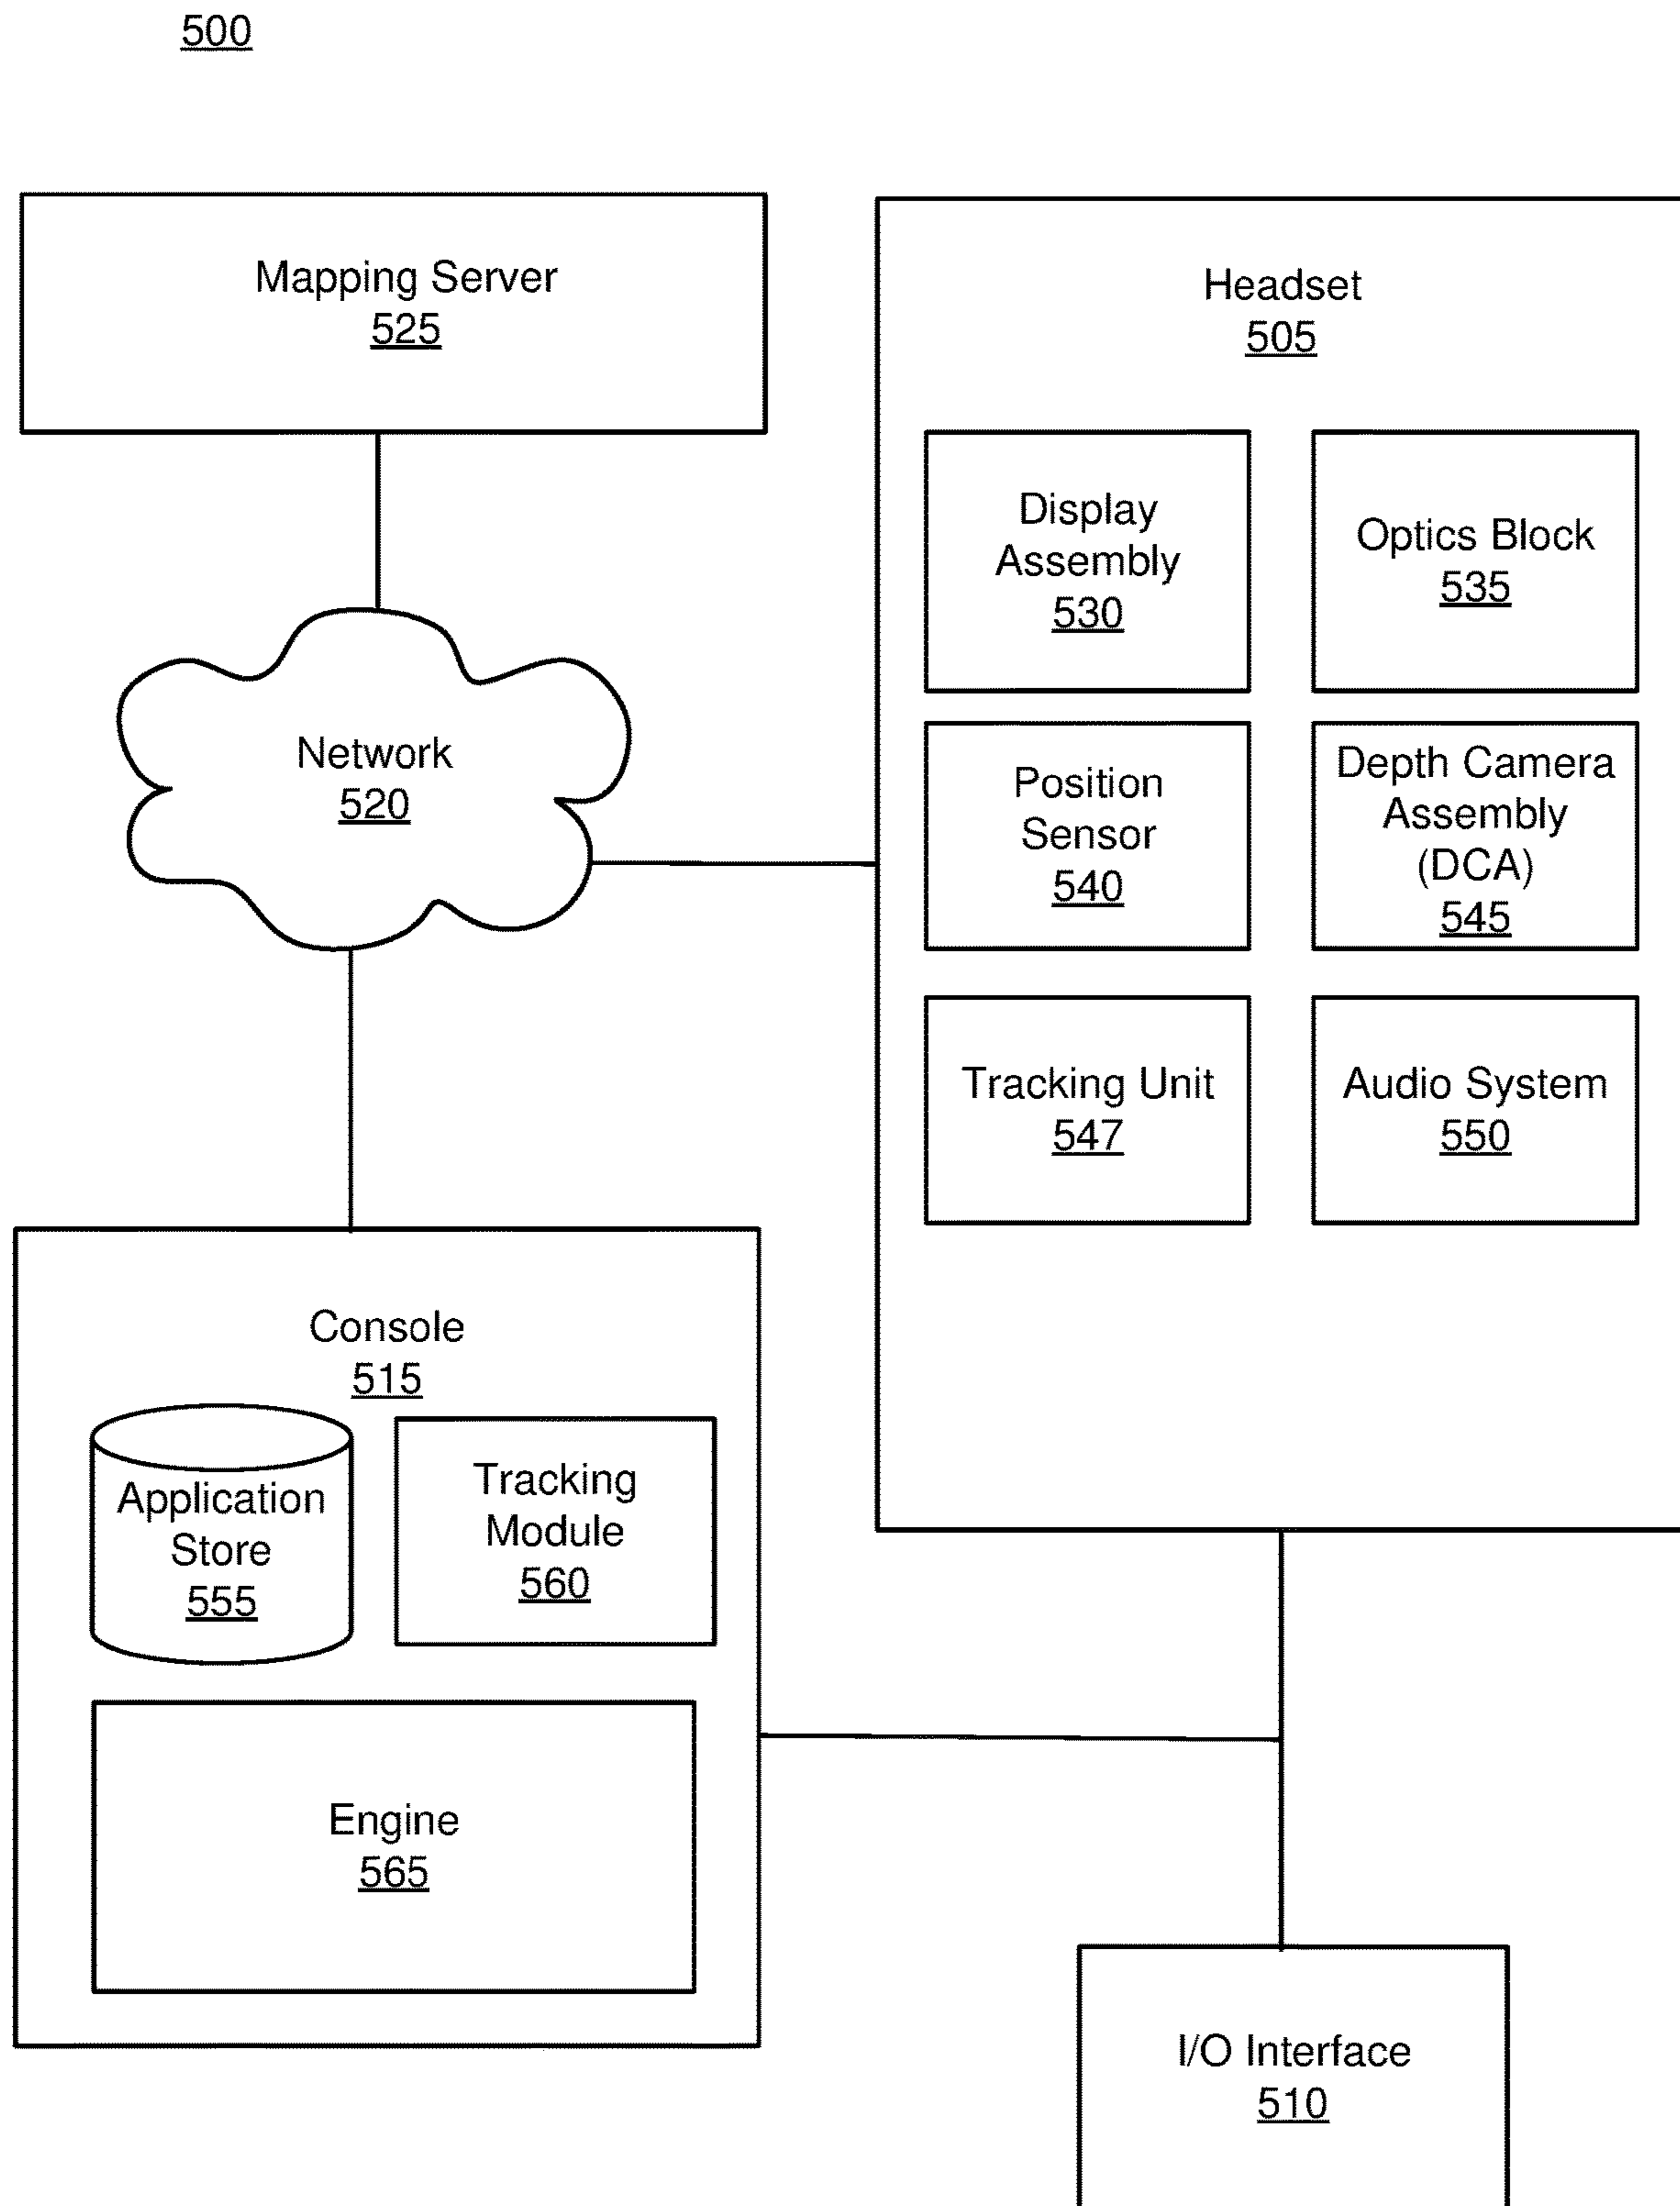 500
Mapping Server
525
Headset
505
Display
Assembly
530
Optics Block
535
Network
520
Position
Sensor
540
Depth Camera
Assembly
(DCA)
545
Tracking Unit
547
Audio System
550
Console
515
Application
Store
555
Tracking
Module
560
Engine
565
I/O Interface
510